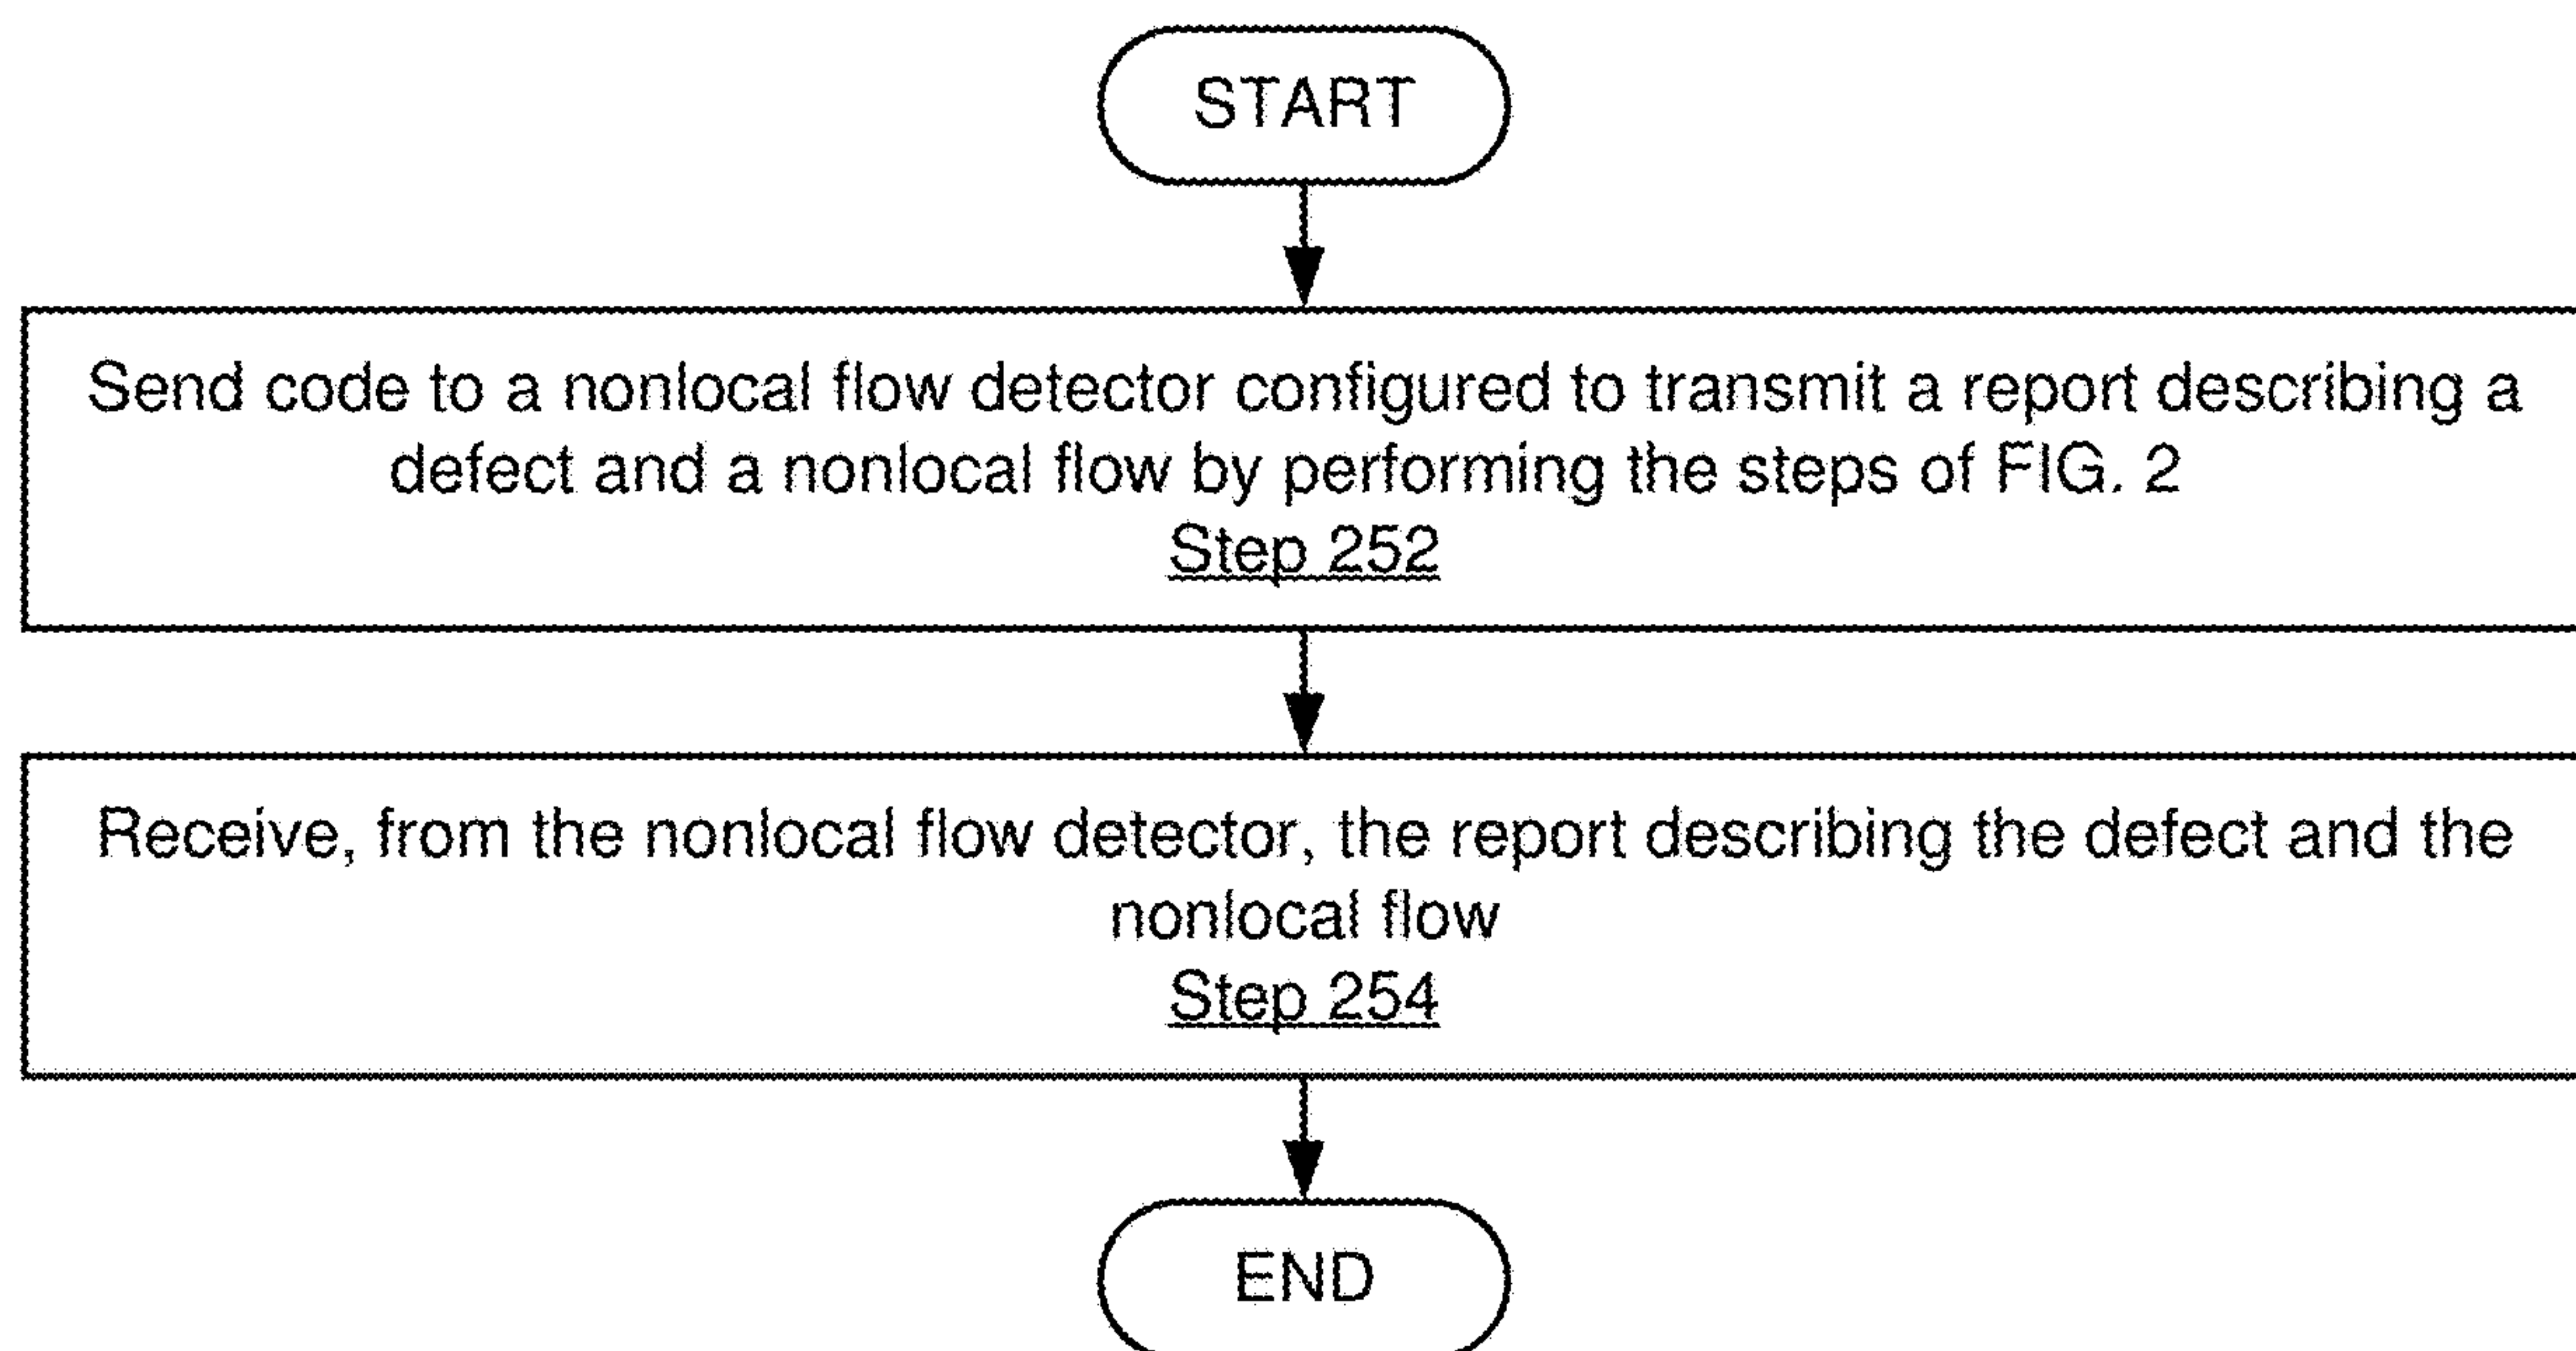 START
Send code to a nonlocal flow detector configured to transmit a report describing a
defect and a nonlocal flow by performing the steps of FIG. 2
Step 252
Receive, from the nonlocal flow detector, the report describing the defect and the
nonlocal flow
Step 254
END